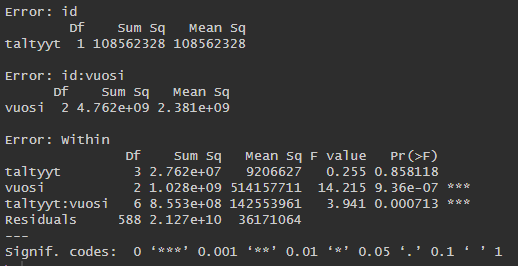 Error: id
        Df    Sum Sq   Mean Sq
taltyyt  1 108562328 108562328

Error: id:vuosi
      Df    Sum Sq   Mean Sq
vuosi  2 4.762e+09 2.381e+09

Error: Within
               Df    Sum Sq   Mean Sq F value   Pr(>F)
taltyyt         3 2.762e+07   9206627   0.255 0.858118
vuosi           2 1.028e+09 514157711  14.215 9.36e-07 ***
taltyyt:vuosi   6 8.553e+08 142553961   3.941 0.000713 ***
Residuals     588 2.127e+10  36171064
---
Signif. codes:  0 ‘***’ 0.001 ‘**’ 0.01 ‘*’ 0.05 ‘.’ 0.1 ‘ ’ 1